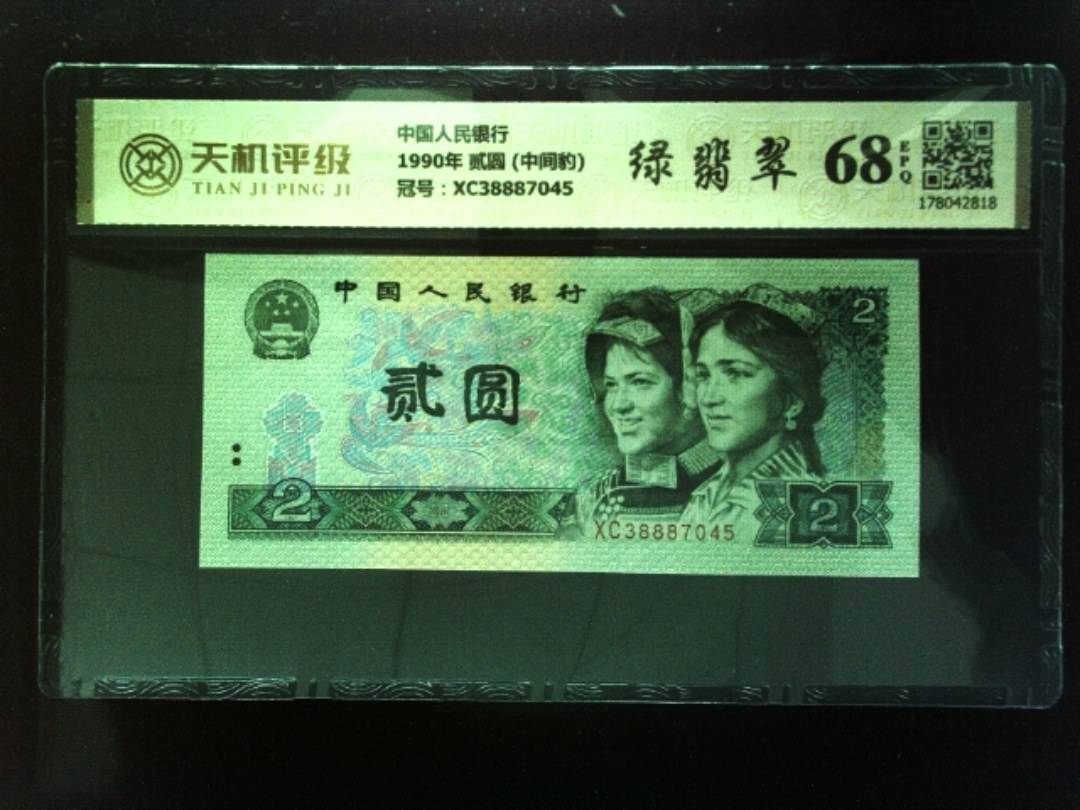 天机评级
TIAN JI PING JI
中国人民银行
1990年 贰圆 (中间豹)
冠号：XC38887045
绿翡翠
68
EPQ
178042818
中国人民银行
2
贰圆
2
XC38887045
2